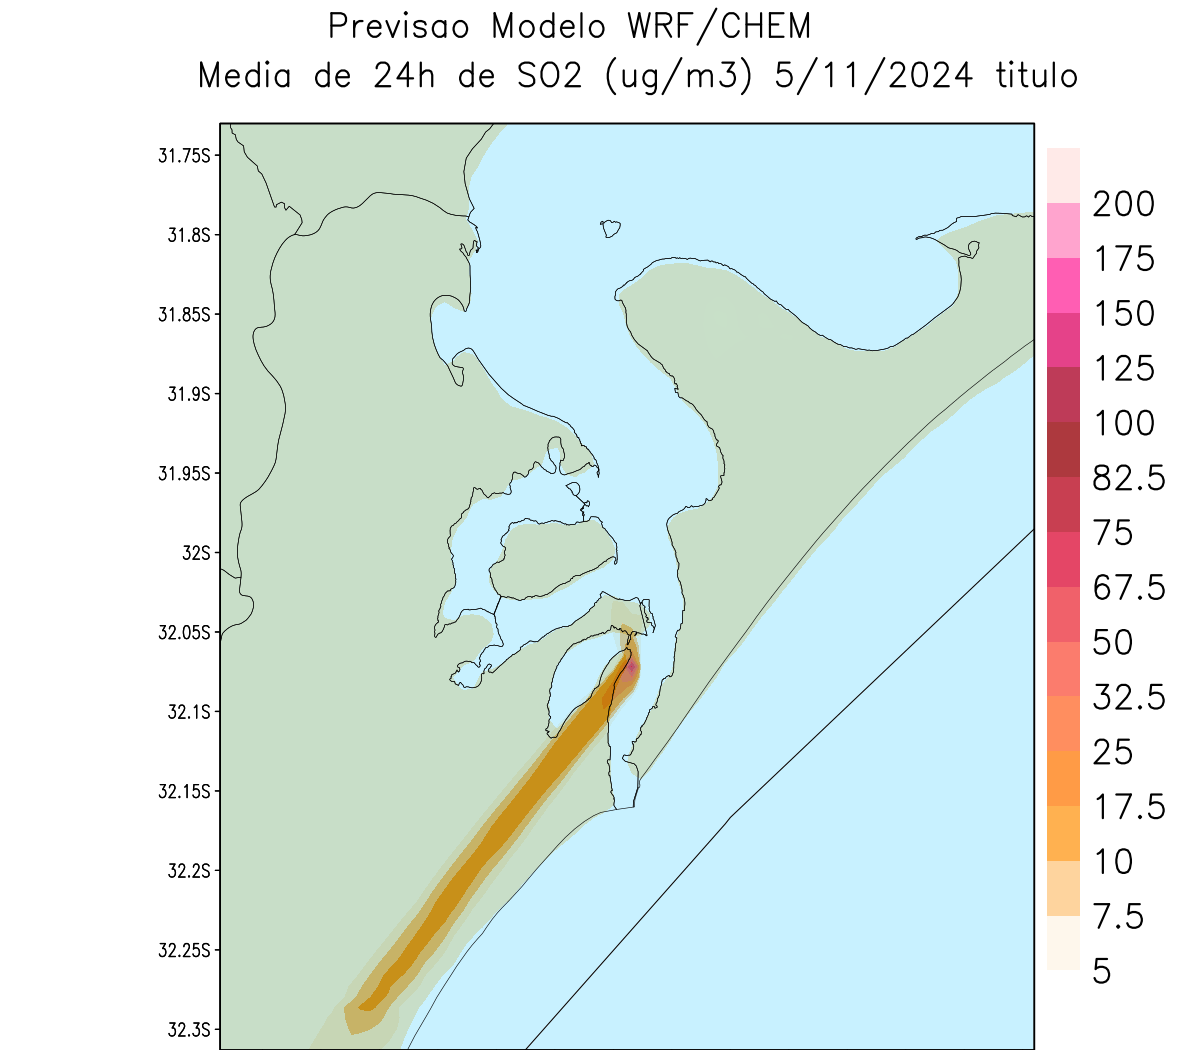 Previsao Modelo WRF/CHEM
Media de 24h de SO2 (ug/m3) 5/11/2024 titulo
31.75S
31.8S
31.85S
31.9S
31.95S
32S
32.05S
32.1S
32.15S
32.2S
32.25S
32.3S
200
175
150
125
100
82.5
75
67.5
50
32.5
25
17.5
10
7.5
5